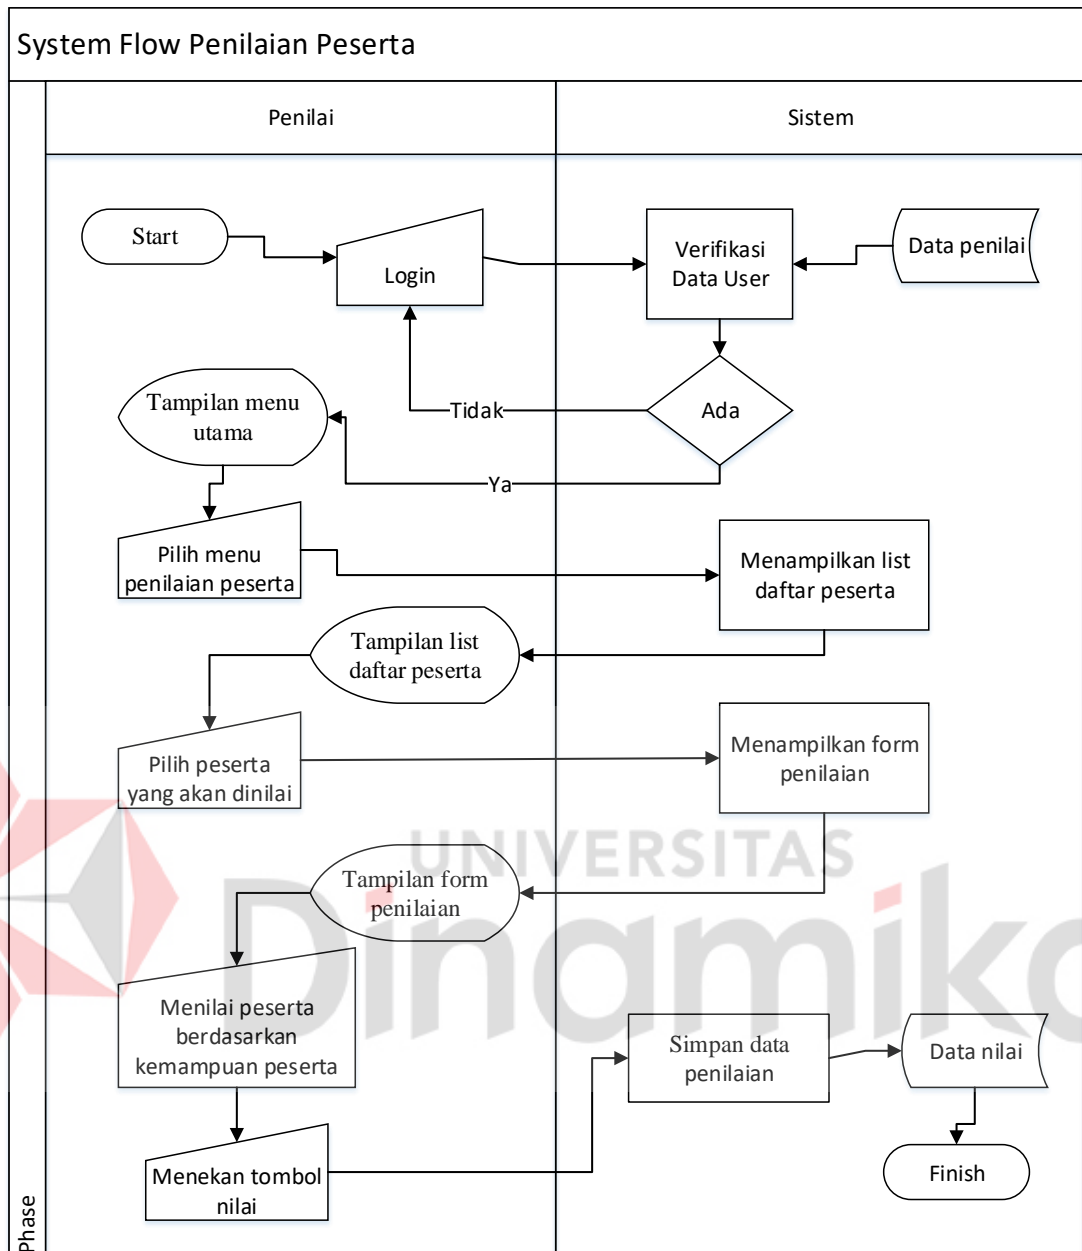 System Flow Penilaian Peserta
Penilai
Sistem
Start
Login
Verifikasi
Data User
Data penilai
Tampilan menu
utama
Tidak
Ada
Ya
Pilih menu
penilaian peserta
Menampilkan list
daftar peserta
Tampilan list
daftar peserta
Pilih peserta
yang akan dinilai
Menampilkan form
penilaian
UNIVERSITAS
Dinamika
Tampilan form
penilaian
Menilai peserta
berdasarkan
kemampuan peserta
Simpan data
penilaian
Data nilai
Menekan tombol
nilai
Finish
Phase